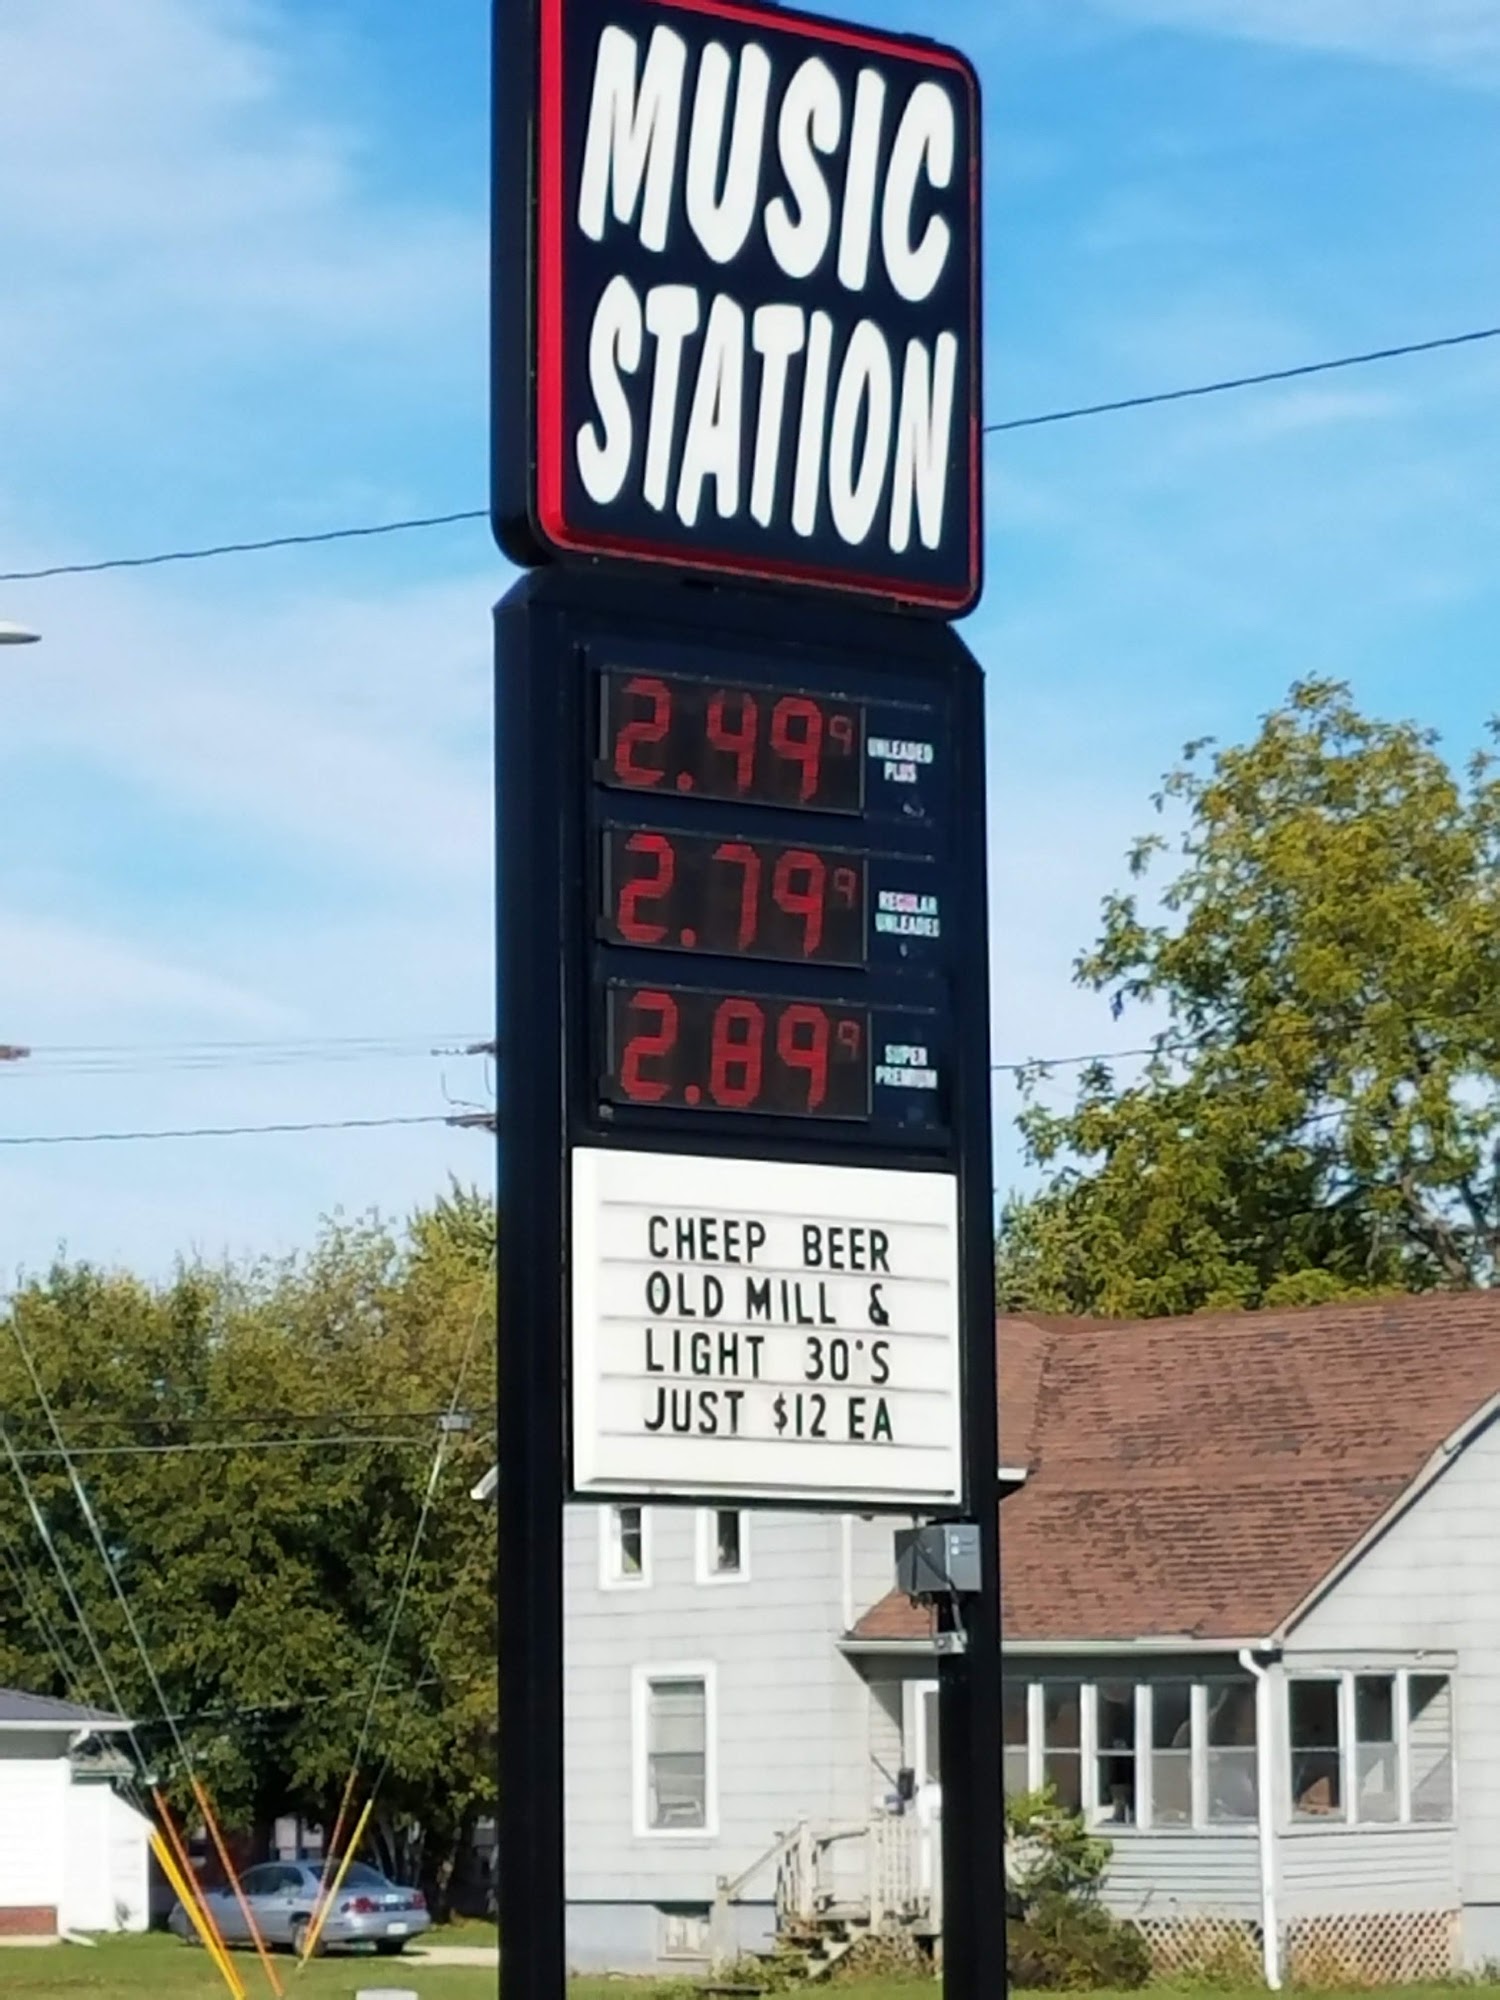 MUSIC
STATION
2.49 9
UNLEADED
PLUS
2.79 9
REGULAR
UNLEADED
2.89 9
SUPER
PREMIUM
CHEEP BEER
OLD MILL &
LIGHT 30'S
JUST $12 EA